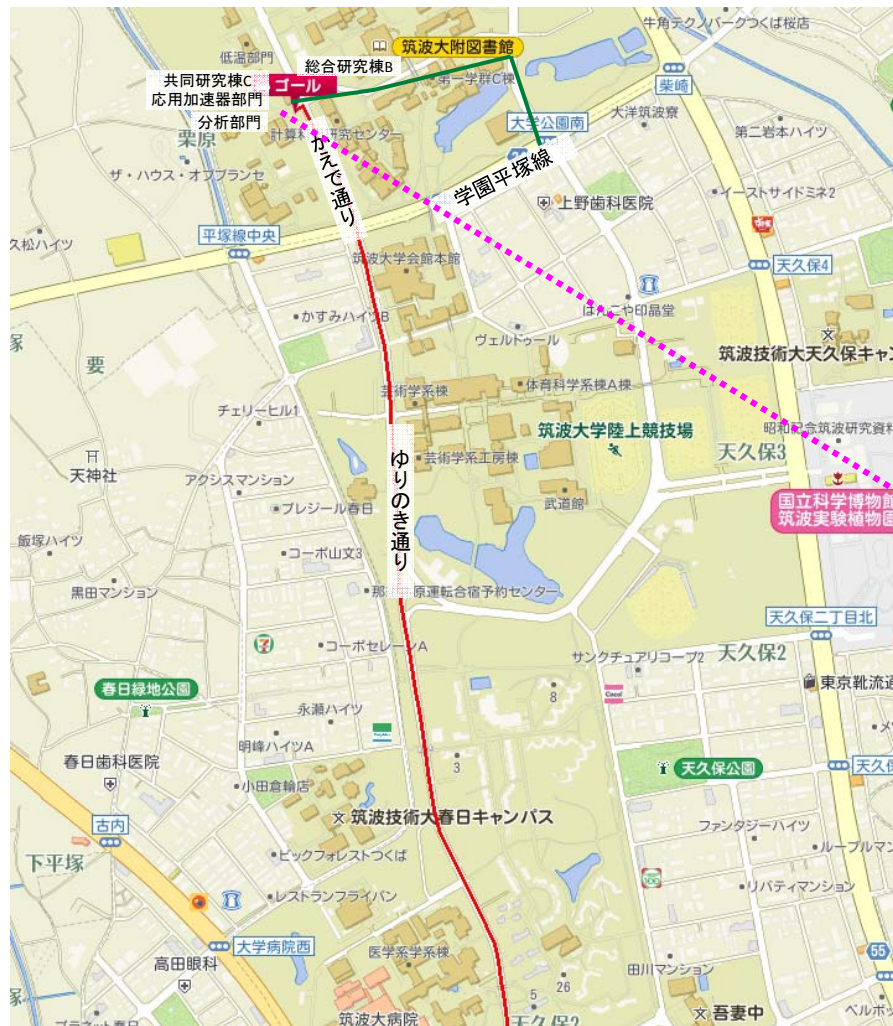 牛角テクノパークつくば桜店
低温部門
筑波大附図書館
総合研究棟B
柴崎
共同研究棟C
ゴール
第一学群C棟
応用加速器部門
大学公園南
大洋筑波寮
分析部門
栗原
第二岩本ハイツ
学園平塚線
かえで通り
ザ・ハウス・オブブランセ
イーストサイドミネ2
上野歯科医院
久松ハイツ
平塚線中央
筑波大学会館本館
天久保4
かすみハイツB
はんこや印晶堂
塚
ヴェルドゥール
要
筑波技術大天久保キャン
芸術学系棟
体育科学系棟A棟
チェリーヒル1
筑波大学陸上競技場
昭和記念筑波研究資料
天久保3
天神社
芸術学系工房棟
アクシスマンション
ゆりのき通り
国立科学博物館
筑波実験植物園
プレジール春日
武道館
飯塚ハイツ
コーポ山文3
黒田マンション
原運転合宿予約センター
天久保二丁目北
コーポセレーノA
サンクチュアリコープ2
天久保2
春日緑地公園
8
東京靴流通
永瀬ハイツ
明峰ハイツA
春日歯科医院
3
天久保公園
天久保
小田倉輪店
筑波技術大春日キャンパス
古内
ファンタジーハイツ
下平塚
ビックフォレストつくば
ルーブルマン
レストランフライパン
リバティマンション
大学病院西
医学系学系棟
55
高田眼科
田川マンション
26
塚
5
筑波大病院
天久保2
吾妻中
ベルポ
プラネット春日